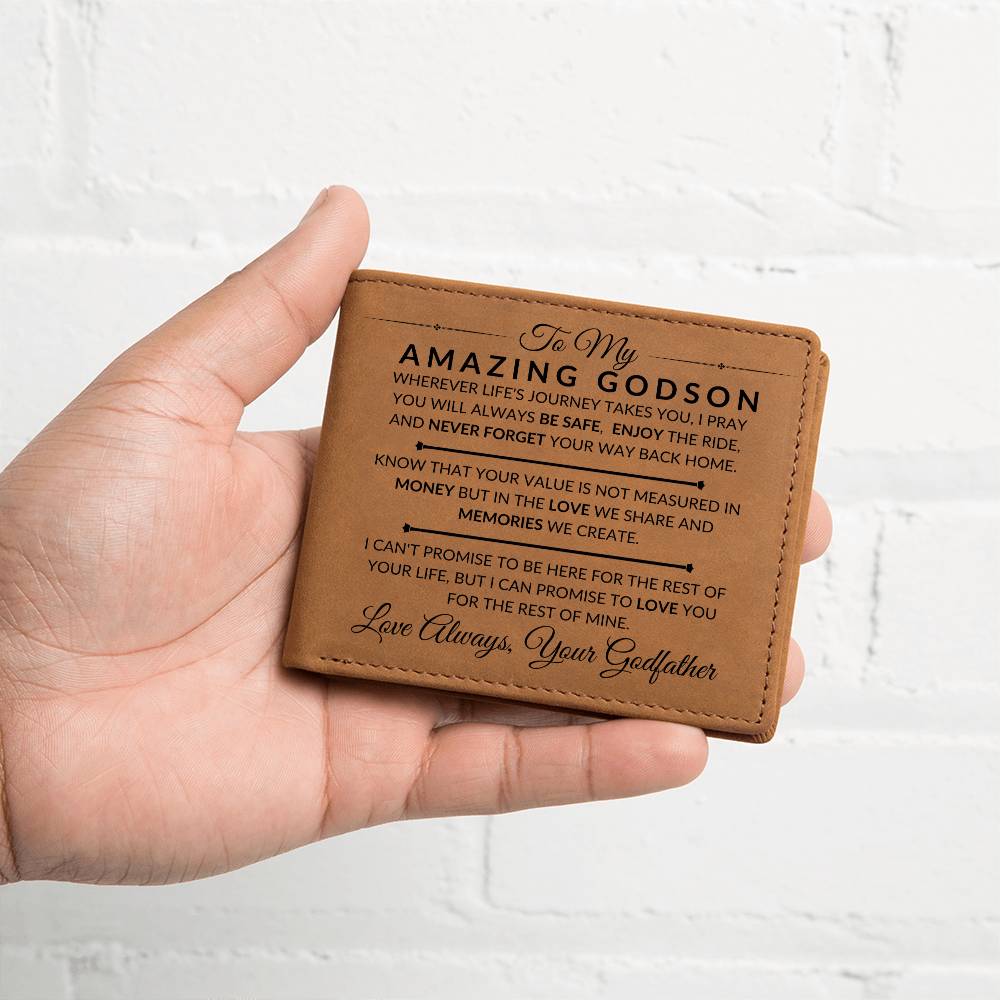 To My
AMAZING GODSON
WHEREVER LIFE'S JOURNEY TAKES YOU, I PRAY
YOU WILL ALWAYS BE SAFE, ENJOY THE RIDE,
AND NEVER FORGET YOUR WAY BACK HOME.
KNOW THAT YOUR VALUE IS NOT MEASURED IN
MONEY BUT IN THE LOVE WE SHARE AND
MEMORIES WE CREATE.
I CAN'T PROMISE TO BE HERE FOR THE REST OF
YOUR LIFE, BUT I CAN PROMISE TO LOVE YOU
FOR THE REST OF MINE.
Love Always, Your Godfather